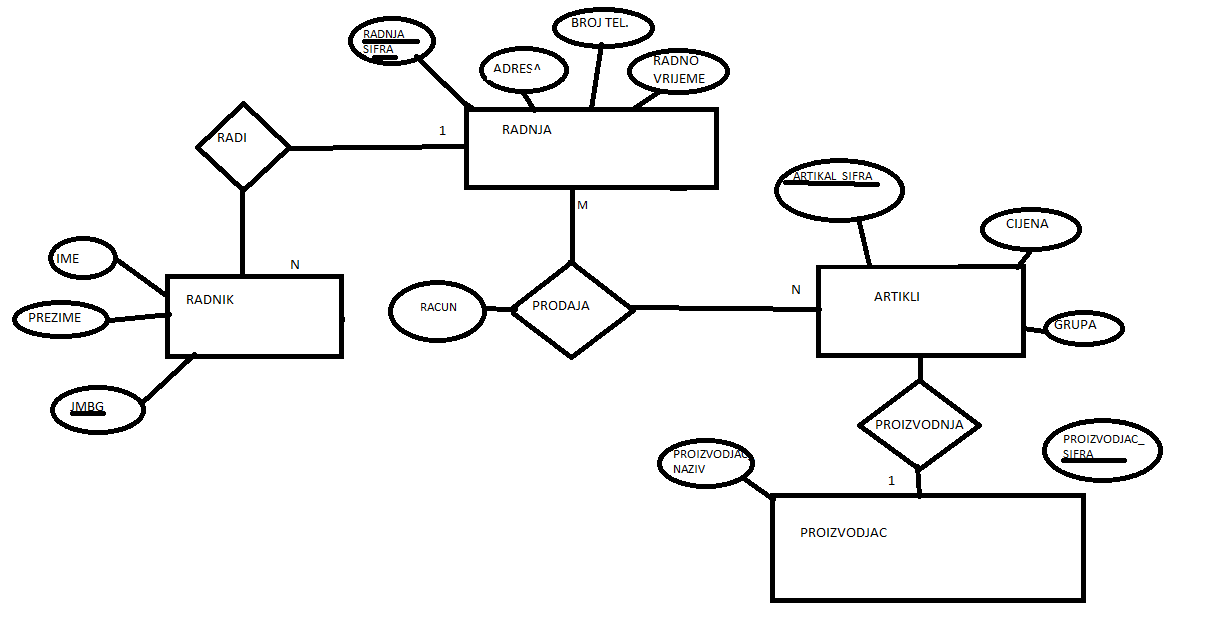 BROJ TEL.
RADNJA
SIFRA
ADRESA
RADNO
VRIJEME
RADI
1
RADNJA
ARTIKAL_SIFRA
M
CIJENA
IME
N
RADNIK
PREZIME
RACUN
PRODAJA
N
ARTIKLI
GRUPA
JMBG
PROIZVODNJA
PROIZVODJAC_
SIFRA
PROIZVODJAC
NAZIV
1
PROIZVODJAC